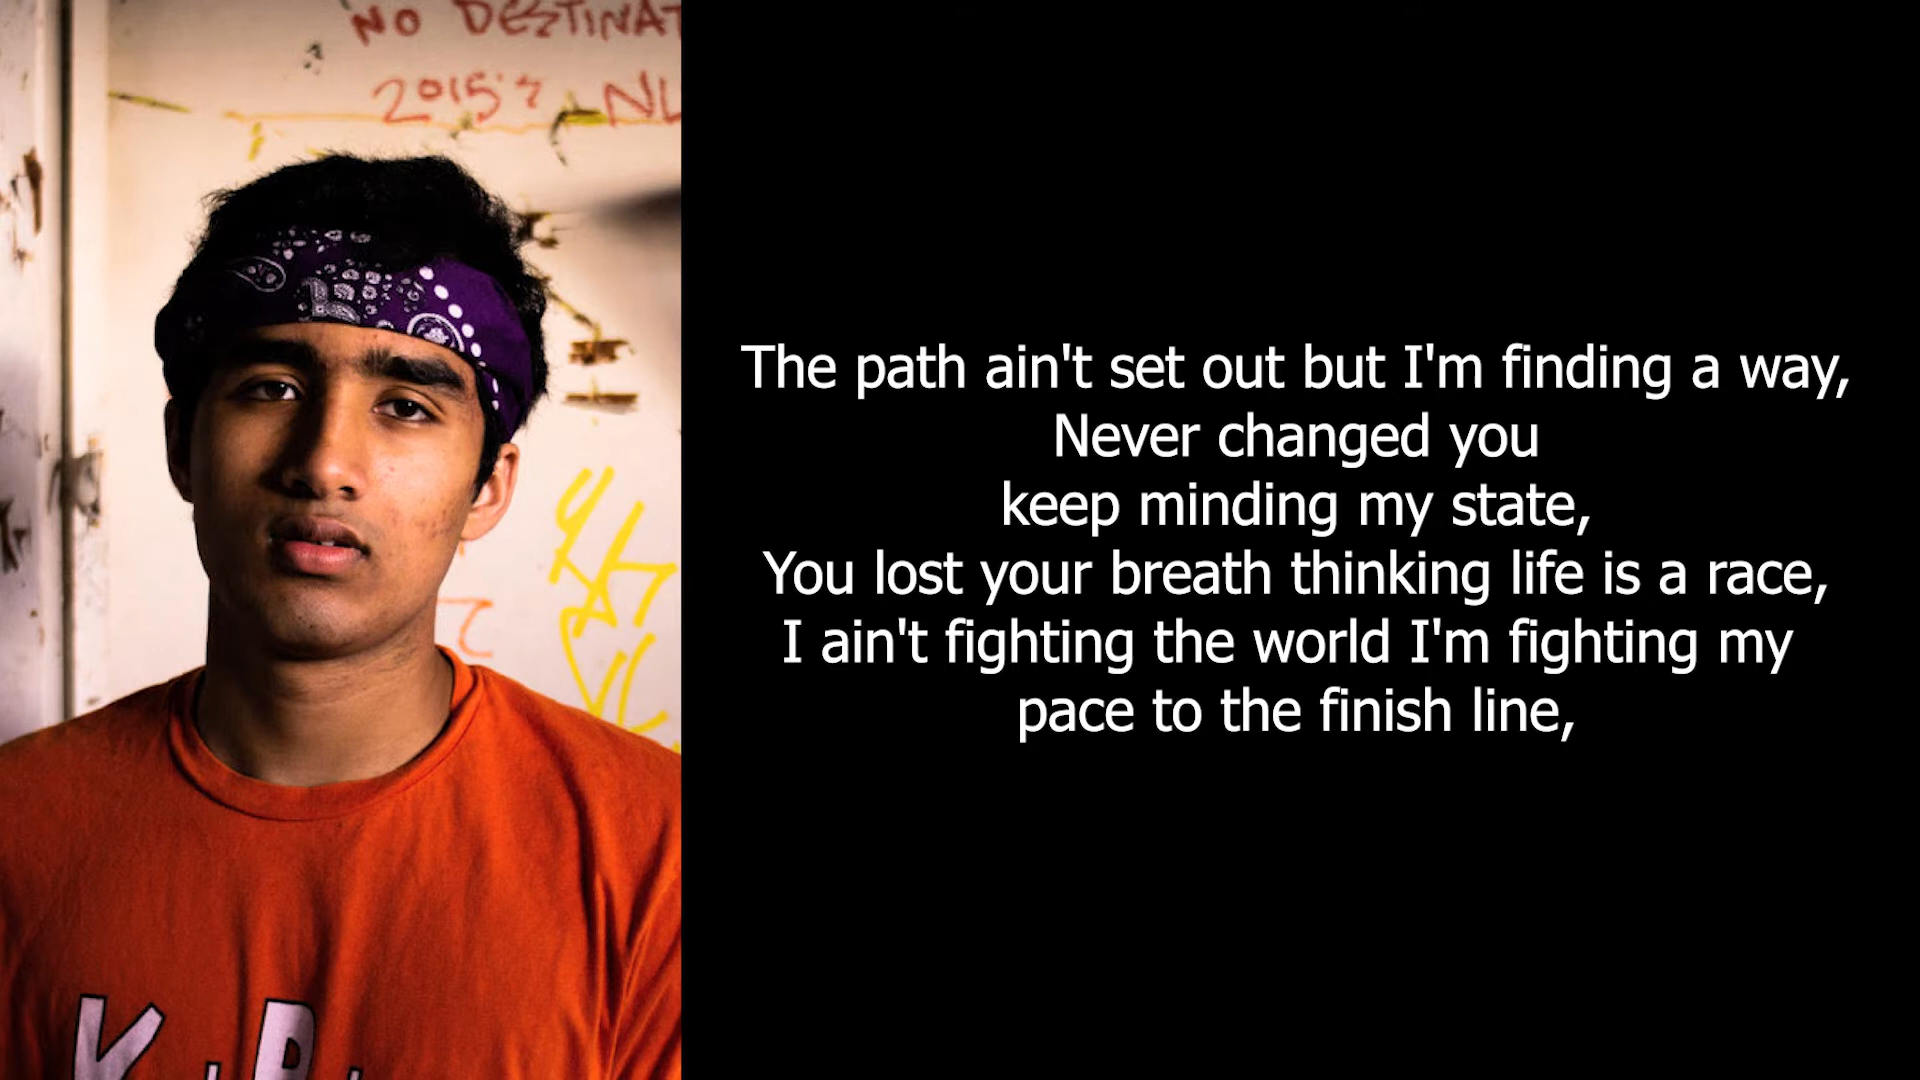 NO DESTINAT
2015'S NL
The path ain't set out but I'm finding a way,
Never changed you
keep minding my state,
You lost your breath thinking life is a race,
I ain't fighting the world I'm fighting my
pace to the finish line,